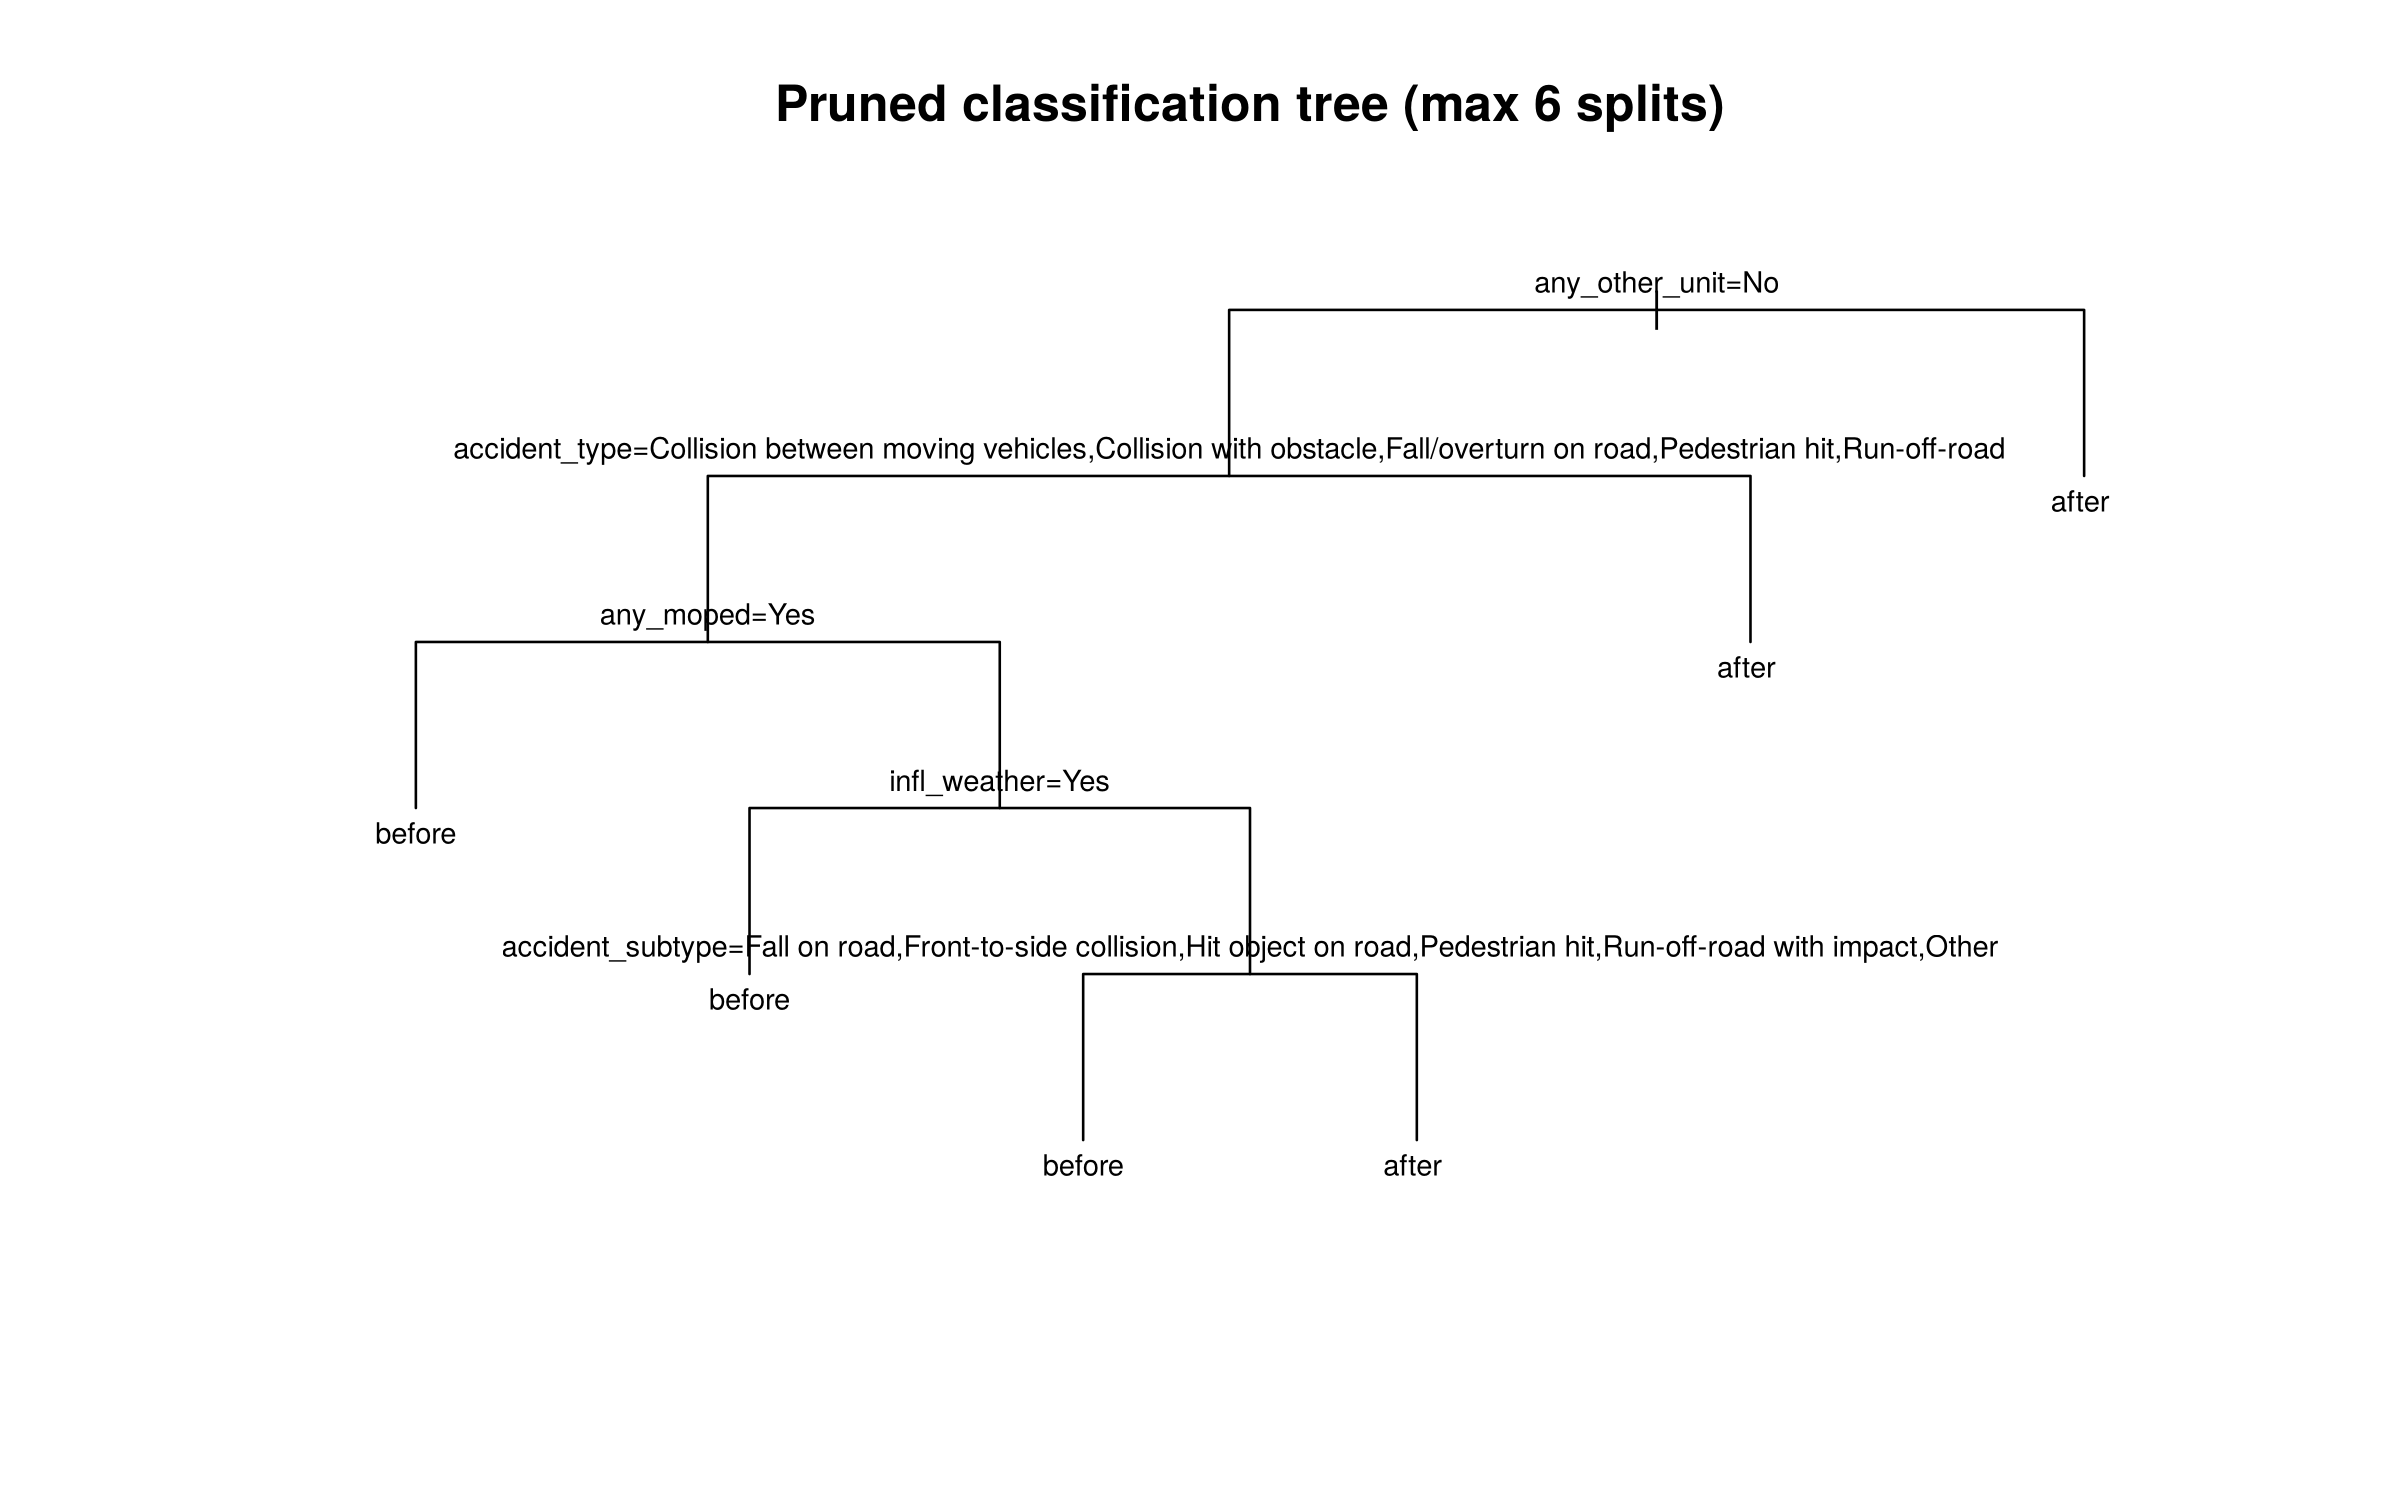 Pruned classification tree (max 6 splits)
any_other_unit=No
accident_type=Collision between moving vehicles,Collision with obstacle,Fall/overturn on road,Pedestrian hit,Run-off-road
after
any_moped=Yes
after
infl_weather=Yes
before
accident_subtype=Fall on road,Front-to-side collision,Hit object on road,Pedestrian hit,Run-off-road with impact,Other
before
before
after